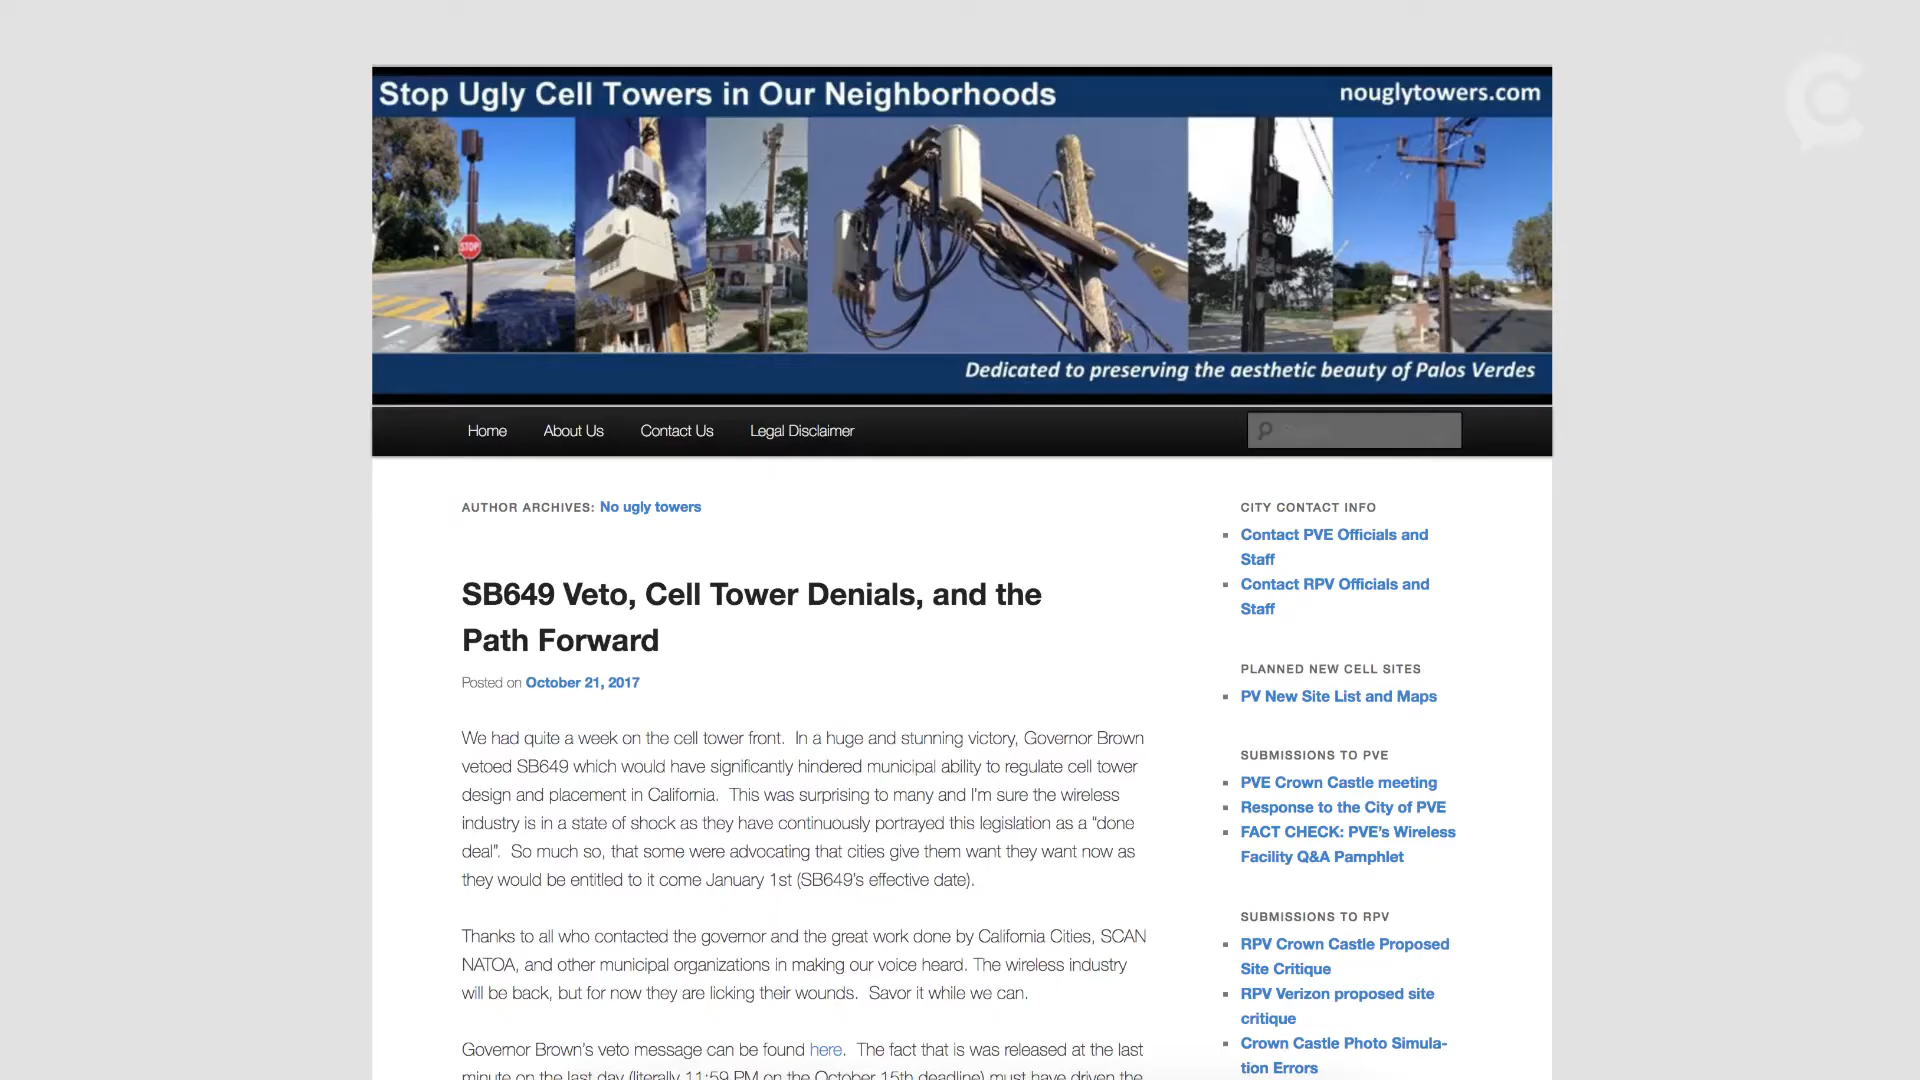 Stop Ugly Cell Towers in Our Neighborhoods
nouglytowers.com
STOP
Dedicated to preserving the aesthetic beauty of Palos Verdes
Home
About Us
Contact Us
Legal Disclaimer
AUTHOR ARCHIVES: No ugly towers
SB649 Veto, Cell Tower Denials, and the
Path Forward
Posted on October 21, 2017
We had quite a week on the cell tower front.  In a huge and stunning victory, Governor Brown
vetoed SB649 which would have significantly hindered municipal ability to regulate cell tower
design and placement in California.  This was surprising to many and I'm sure the wireless
industry is in a state of shock as they have continuously portrayed this legislation as a “done
deal”.  So much so, that some were advocating that cities give them want they want now as
they would be entitled to it come January 1st (SB649's effective date).
Thanks to all who contacted the governor and the great work done by California Cities, SCAN
NATOA, and other municipal organizations in making our voice heard. The wireless industry
will be back, but for now they are licking their wounds.  Savor it while we can.
Governor Brown's veto message can be found here.  The fact that is was released at the last
minute on the last day (literally 11:59 PM on the October 15th deadline) must have driven the
CITY CONTACT INFO
Contact PVE Officials and
Staff
Contact RPV Officials and
Staff
PLANNED NEW CELL SITES
PV New Site List and Maps
SUBMISSIONS TO PVE
PVE Crown Castle meeting
Response to the City of PVE
FACT CHECK: PVE's Wireless
Facility Q&A Pamphlet
SUBMISSIONS TO RPV
RPV Crown Castle Proposed
Site Critique
RPV Verizon proposed site
critique
Crown Castle Photo Simula-
tion Errors